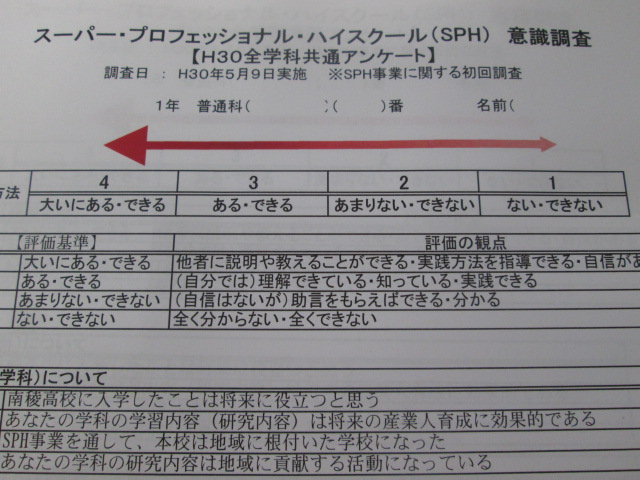 スーパー・プロフェッショナル・ハイスクール(SPH) 意識調査
【H30全学科共通アンケート】
調査日 : H30年5月9日実施 ※SPH事業に関する初回調査
1年 普通科( )( )番 名前(
方法 4 3 2 1
大いにある・できる ある・できる あまりない・できない ない・できない
【評価基準】 評価の観点
大いにある・できる 他者に説明や教えることができる・実践方法を指導できる・自信があ
ある・できる (自分では)理解できている・知っている・実践できる
あまりない・できない (自信はないが)助言をもらえばできる・分かる
ない・できない 全く分からない・全くできない
学科)について
南稜高校に入学したことは将来に役立つと思う
あなたの学科の学習内容(研究内容)は将来の産業人育成に効果的である
SPH事業を通して、本校は地域に根付いた学校になった
あなたの学科の研究内容は地域に貢献する活動になっている